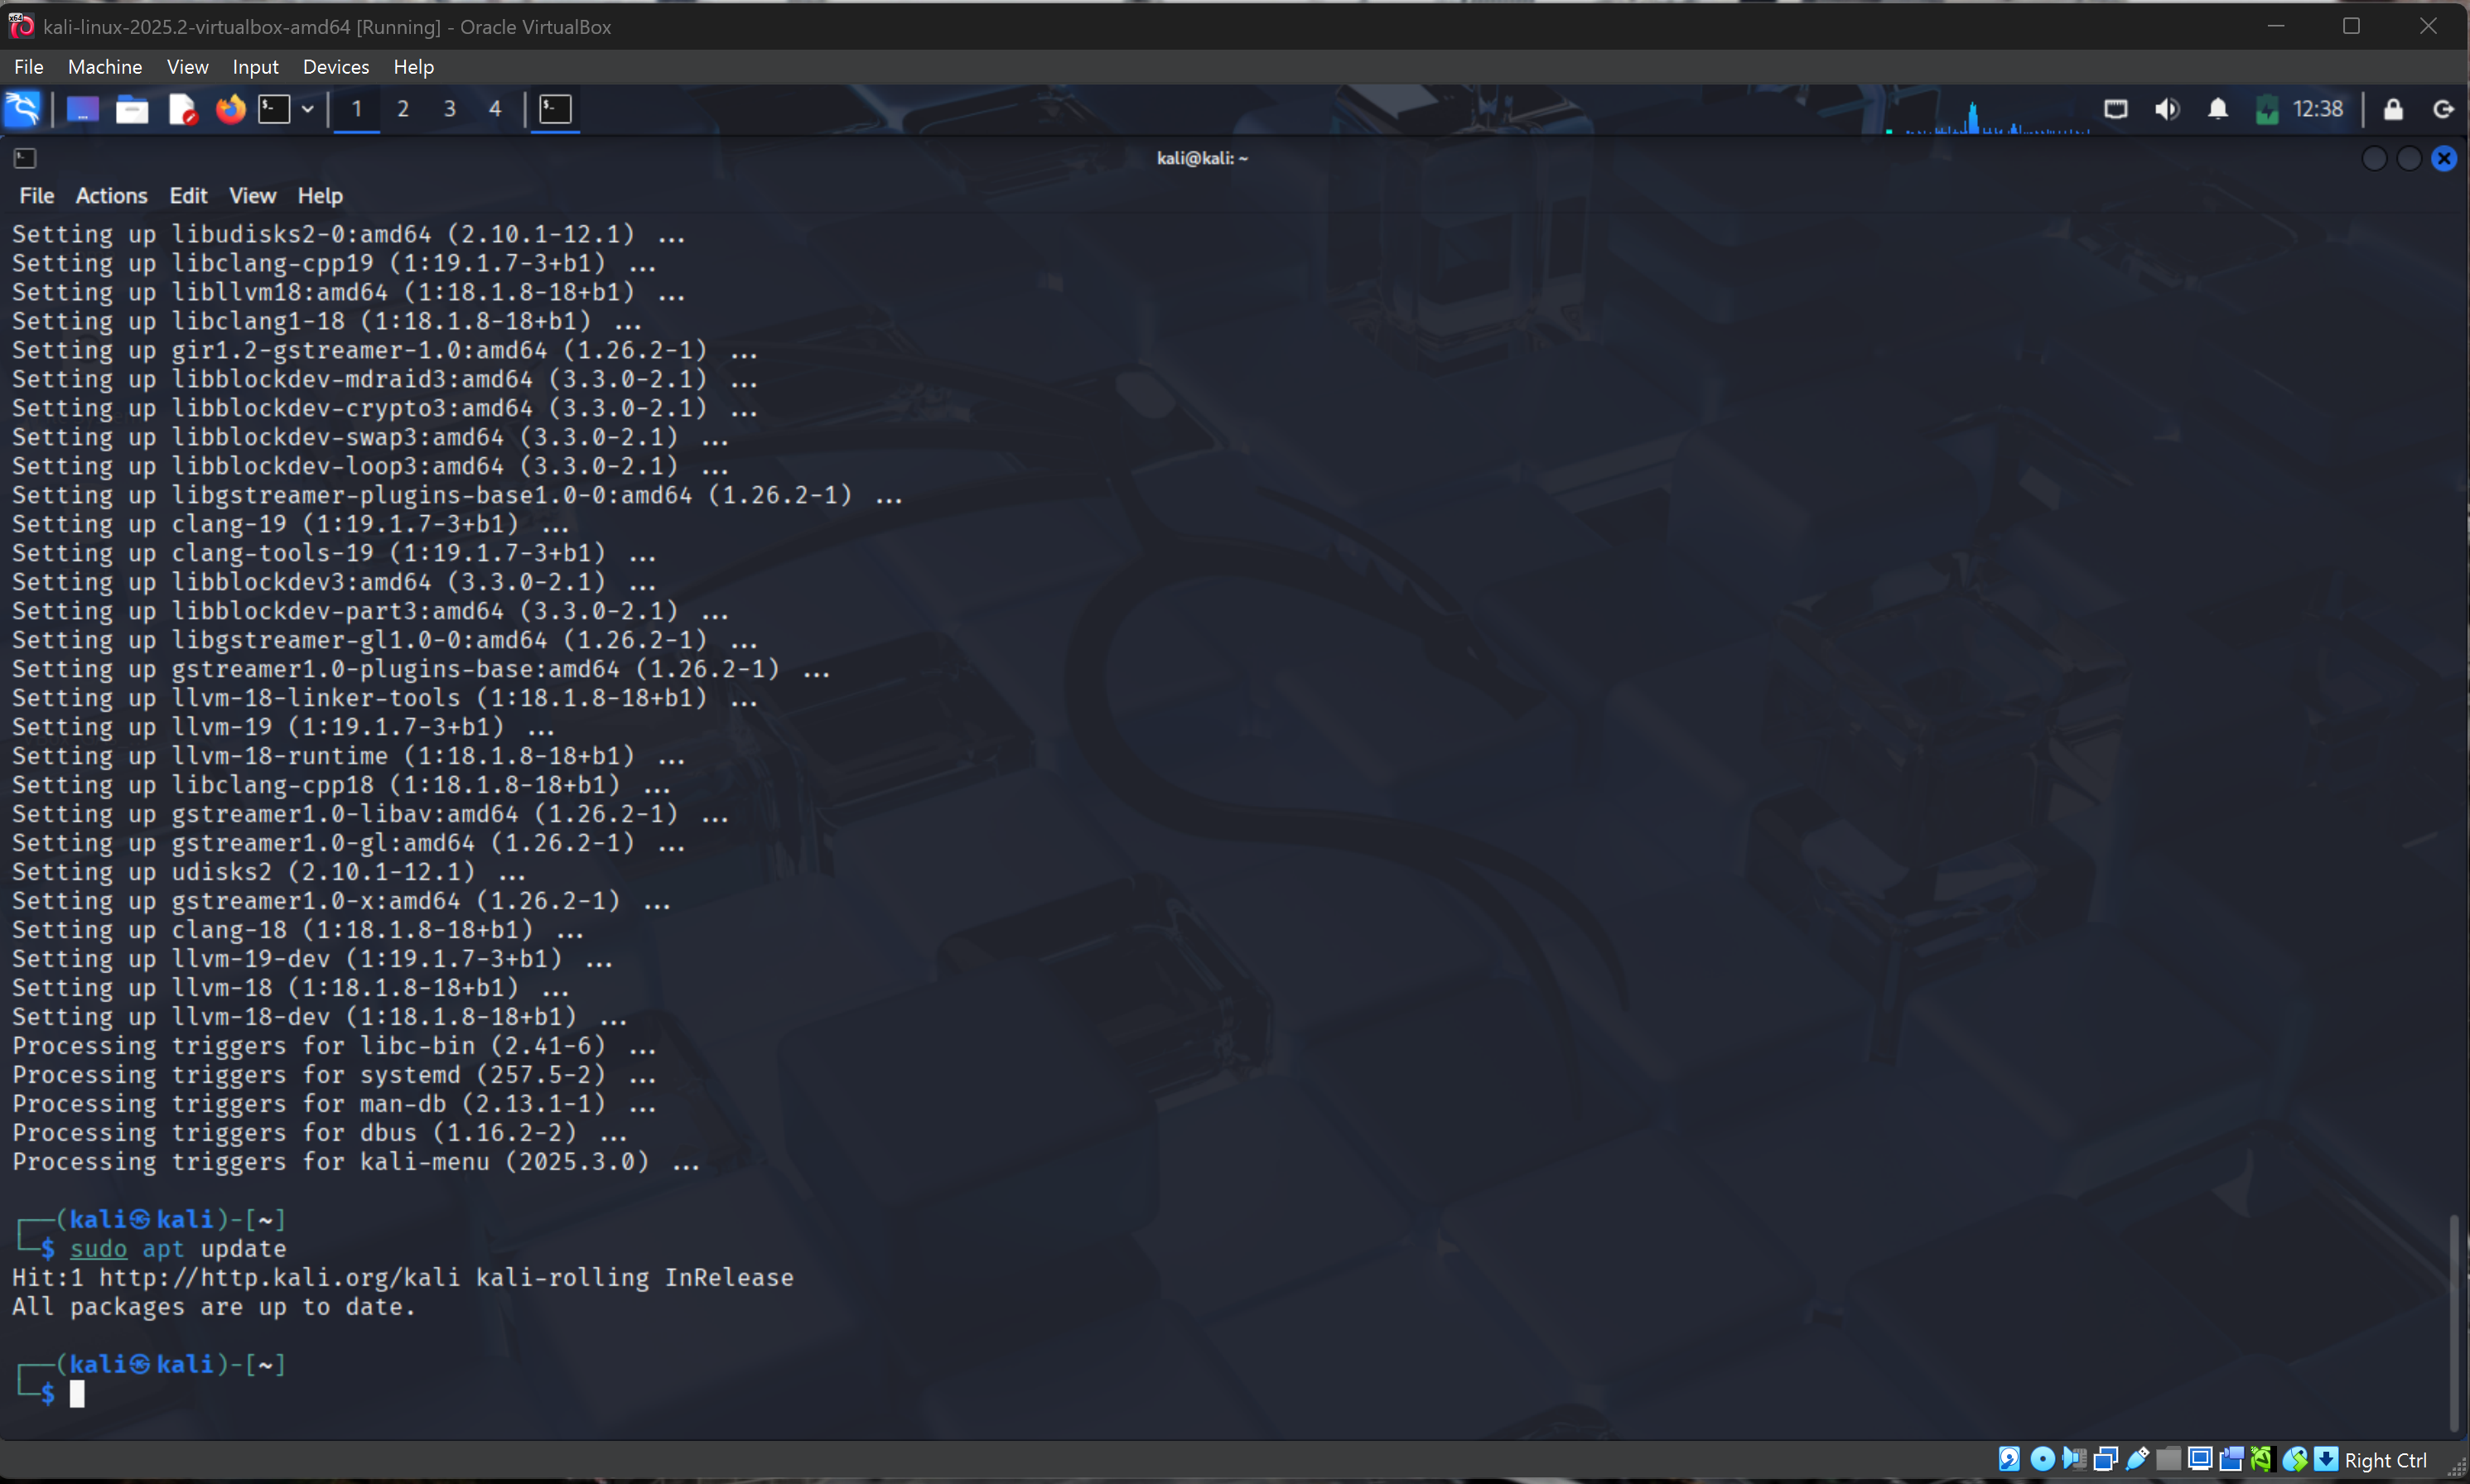 kali-linux-2025.2-virtualbox-amd64 [Running] - Oracle VirtualBox
File Machine View Input Devices Help
1 2 3 4 12:38
kali@kali: ~
File Actions Edit View Help
Setting up libudisks2-0:amd64 (2.10.1-12.1) ...
Setting up libclang-cpp19 (1:19.1.7-3+b1) ...
Setting up libllvm18:amd64 (1:18.1.8-18+b1) ...
Setting up libclang1-18 (1:18.1.8-18+b1) ...
Setting up gir1.2-gstreamer-1.0:amd64 (1.26.2-1) ...
Setting up libblockdev-mdraid3:amd64 (3.3.0-2.1) ...
Setting up libblockdev-crypto3:amd64 (3.3.0-2.1) ...
Setting up libblockdev-swap3:amd64 (3.3.0-2.1) ...
Setting up libblockdev-loop3:amd64 (3.3.0-2.1) ...
Setting up libgstreamer-plugins-base1.0-0:amd64 (1.26.2-1) ...
Setting up clang-19 (1:19.1.7-3+b1) ...
Setting up clang-tools-19 (1:19.1.7-3+b1) ...
Setting up libblockdev3:amd64 (3.3.0-2.1) ...
Setting up libblockdev-part3:amd64 (3.3.0-2.1) ...
Setting up libgstreamer-gl1.0-0:amd64 (1.26.2-1) ...
Setting up gstreamer1.0-plugins-base:amd64 (1.26.2-1) ...
Setting up llvm-18-linker-tools (1:18.1.8-18+b1) ...
Setting up llvm-19 (1:19.1.7-3+b1) ...
Setting up llvm-18-runtime (1:18.1.8-18+b1) ...
Setting up libclang-cpp18 (1:18.1.8-18+b1) ...
Setting up gstreamer1.0-libav:amd64 (1.26.2-1) ...
Setting up gstreamer1.0-gl:amd64 (1.26.2-1) ...
Setting up udisks2 (2.10.1-12.1) ...
Setting up gstreamer1.0-x:amd64 (1.26.2-1) ...
Setting up clang-18 (1:18.1.8-18+b1) ...
Setting up llvm-19-dev (1:19.1.7-3+b1) ...
Setting up llvm-18 (1:18.1.8-18+b1) ...
Setting up llvm-18-dev (1:18.1.8-18+b1) ...
Processing triggers for libc-bin (2.41-6) ...
Processing triggers for systemd (257.5-2) ...
Processing triggers for man-db (2.13.1-1) ...
Processing triggers for dbus (1.16.2-2) ...
Processing triggers for kali-menu (2025.3.0) ...
┌──(kali㉿kali)-[~]
└─$ sudo apt update
Hit:1 http://http.kali.org/kali kali-rolling InRelease
All packages are up to date.
┌──(kali㉿kali)-[~]
└─$
Right Ctrl